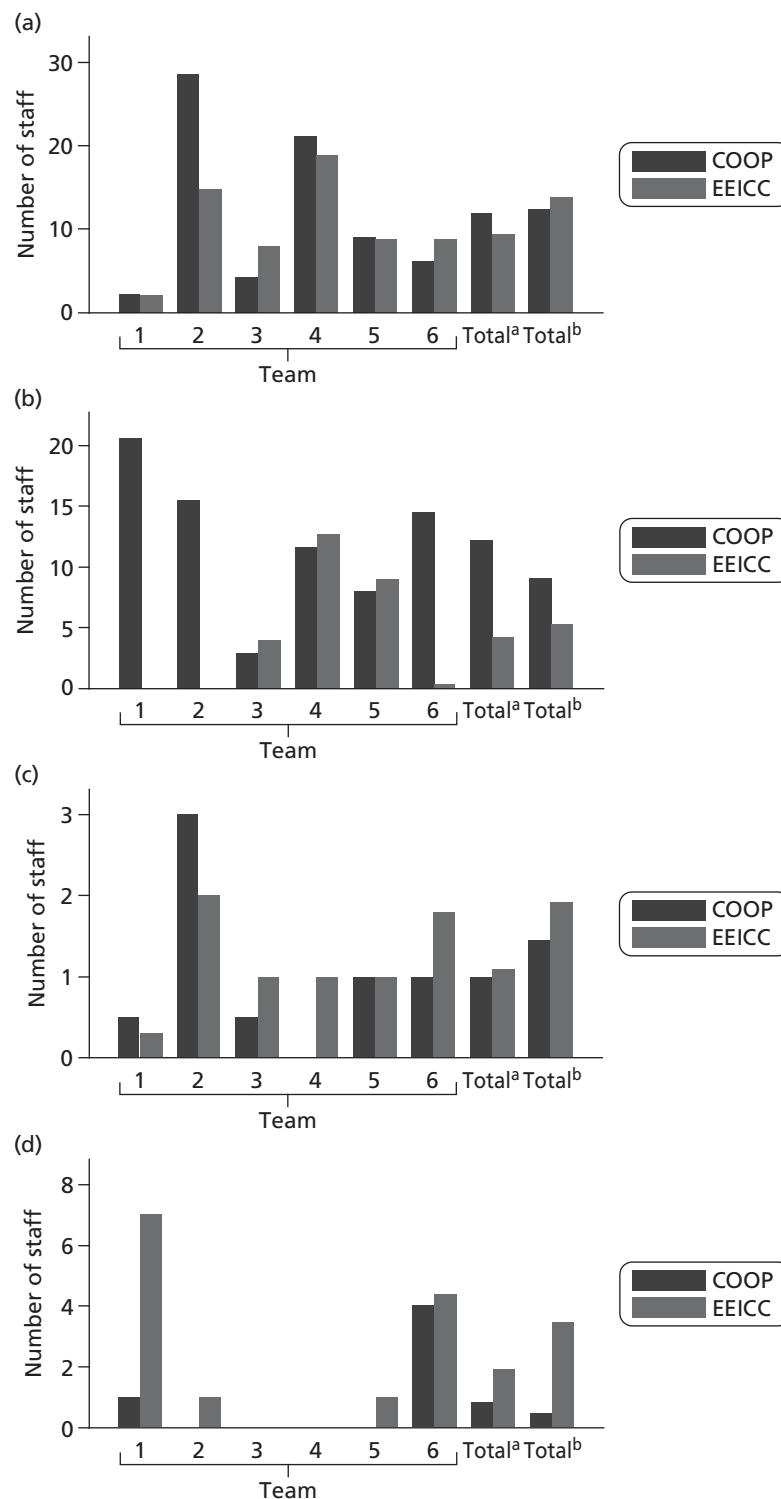 (a)
Number of staff
30
20
10
0
1 2 3 4 5 6 Totalᵃ Totalᵇ
Team
COOP
EEICC
(b)
Number of staff
20
15
10
5
0
1 2 3 4 5 6 Totalᵃ Totalᵇ
Team
COOP
EEICC
(c)
Number of staff
3
2
1
0
1 2 3 4 5 6 Totalᵃ Totalᵇ
Team
COOP
EEICC
(d)
Number of staff
8
6
4
2
0
1 2 3 4 5 6 Totalᵃ Totalᵇ
Team
COOP
EEICC